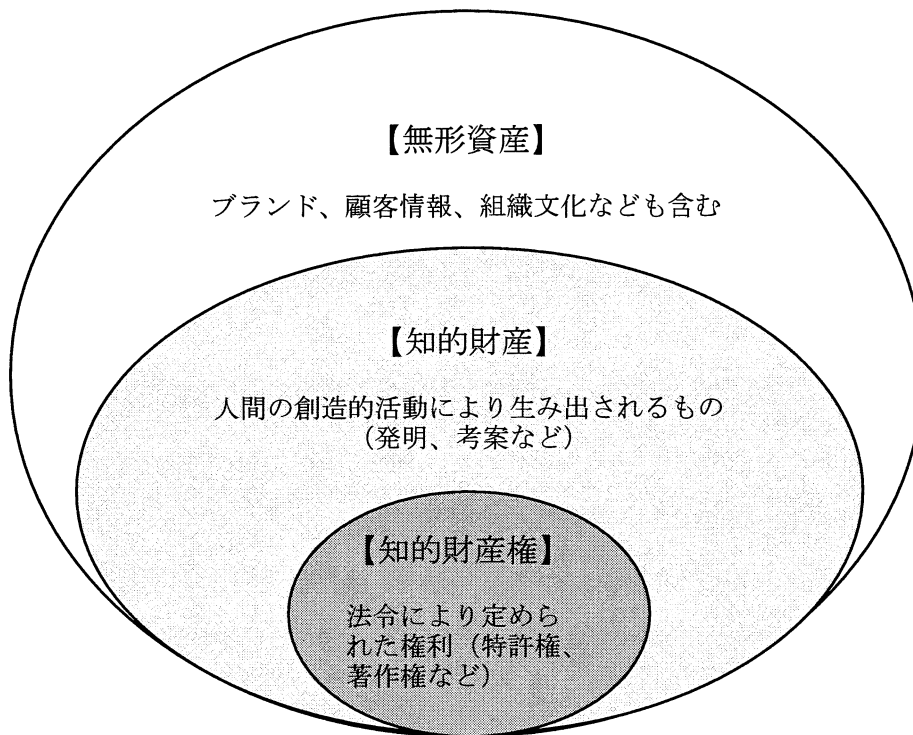 【無形資産】
ブランド、顧客情報、組織文化なども含む
【知的財産】
人間の創造的活動により生み出されるもの
（発明、考案など）
【知的財産権】
法令により定めら
れた権利（特許権、
著作権など）